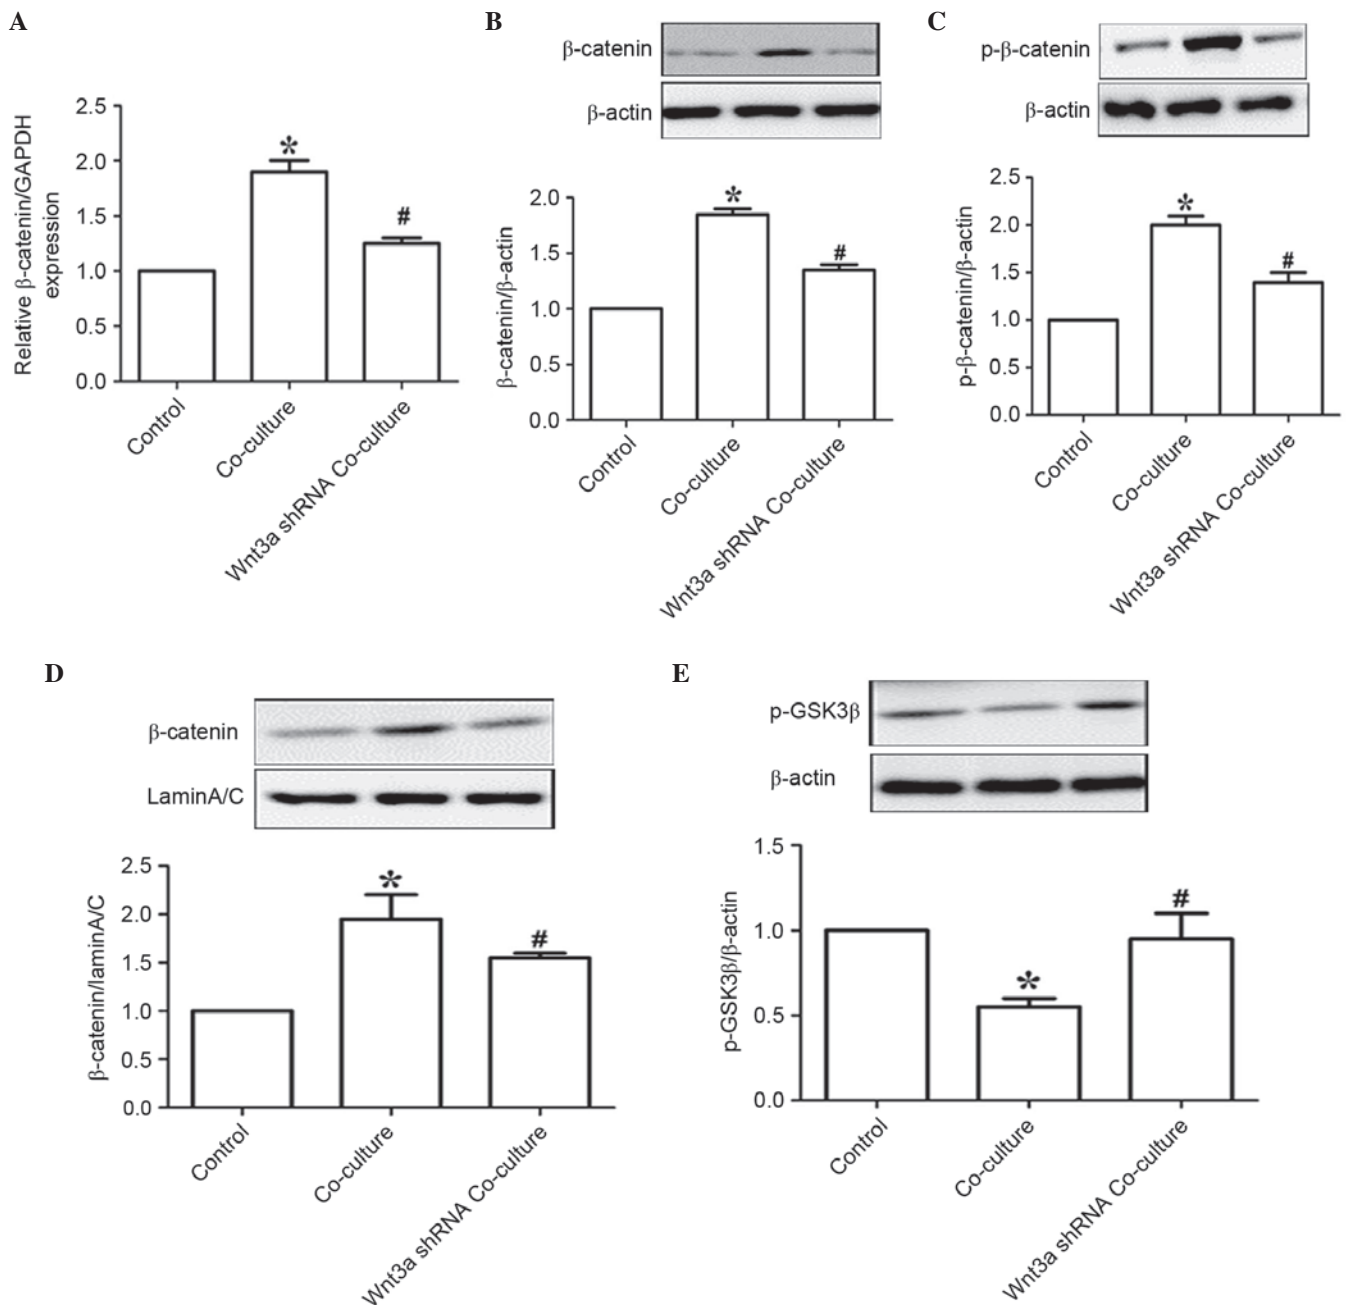 A
Relative β-catenin/GAPDH
expression
2.5
2.0
1.5
1.0
0.5
0.0
*
#
Control
Co-culture
Wnt3a shRNA Co-culture
B
β-catenin
β-actin
β-catenin/β-actin
2.0
1.5
1.0
0.5
0.0
*
#
Control
Co-culture
Wnt3a shRNA Co-culture
C
p-β-catenin
β-actin
p-β-catenin/β-actin
2.5
2.0
1.5
1.0
0.5
0.0
*
#
Control
Co-culture
Wnt3a shRNA Co-culture
D
β-catenin
LaminA/C
β-catenin/laminA/C
2.5
2.0
1.5
1.0
0.5
0.0
*
#
Control
Co-culture
Wnt3a shRNA Co-culture
E
p-GSK3β
β-actin
p-GSK3β/β-actin
1.5
1.0
0.5
0.0
*
#
Control
Co-culture
Wnt3a shRNA Co-culture